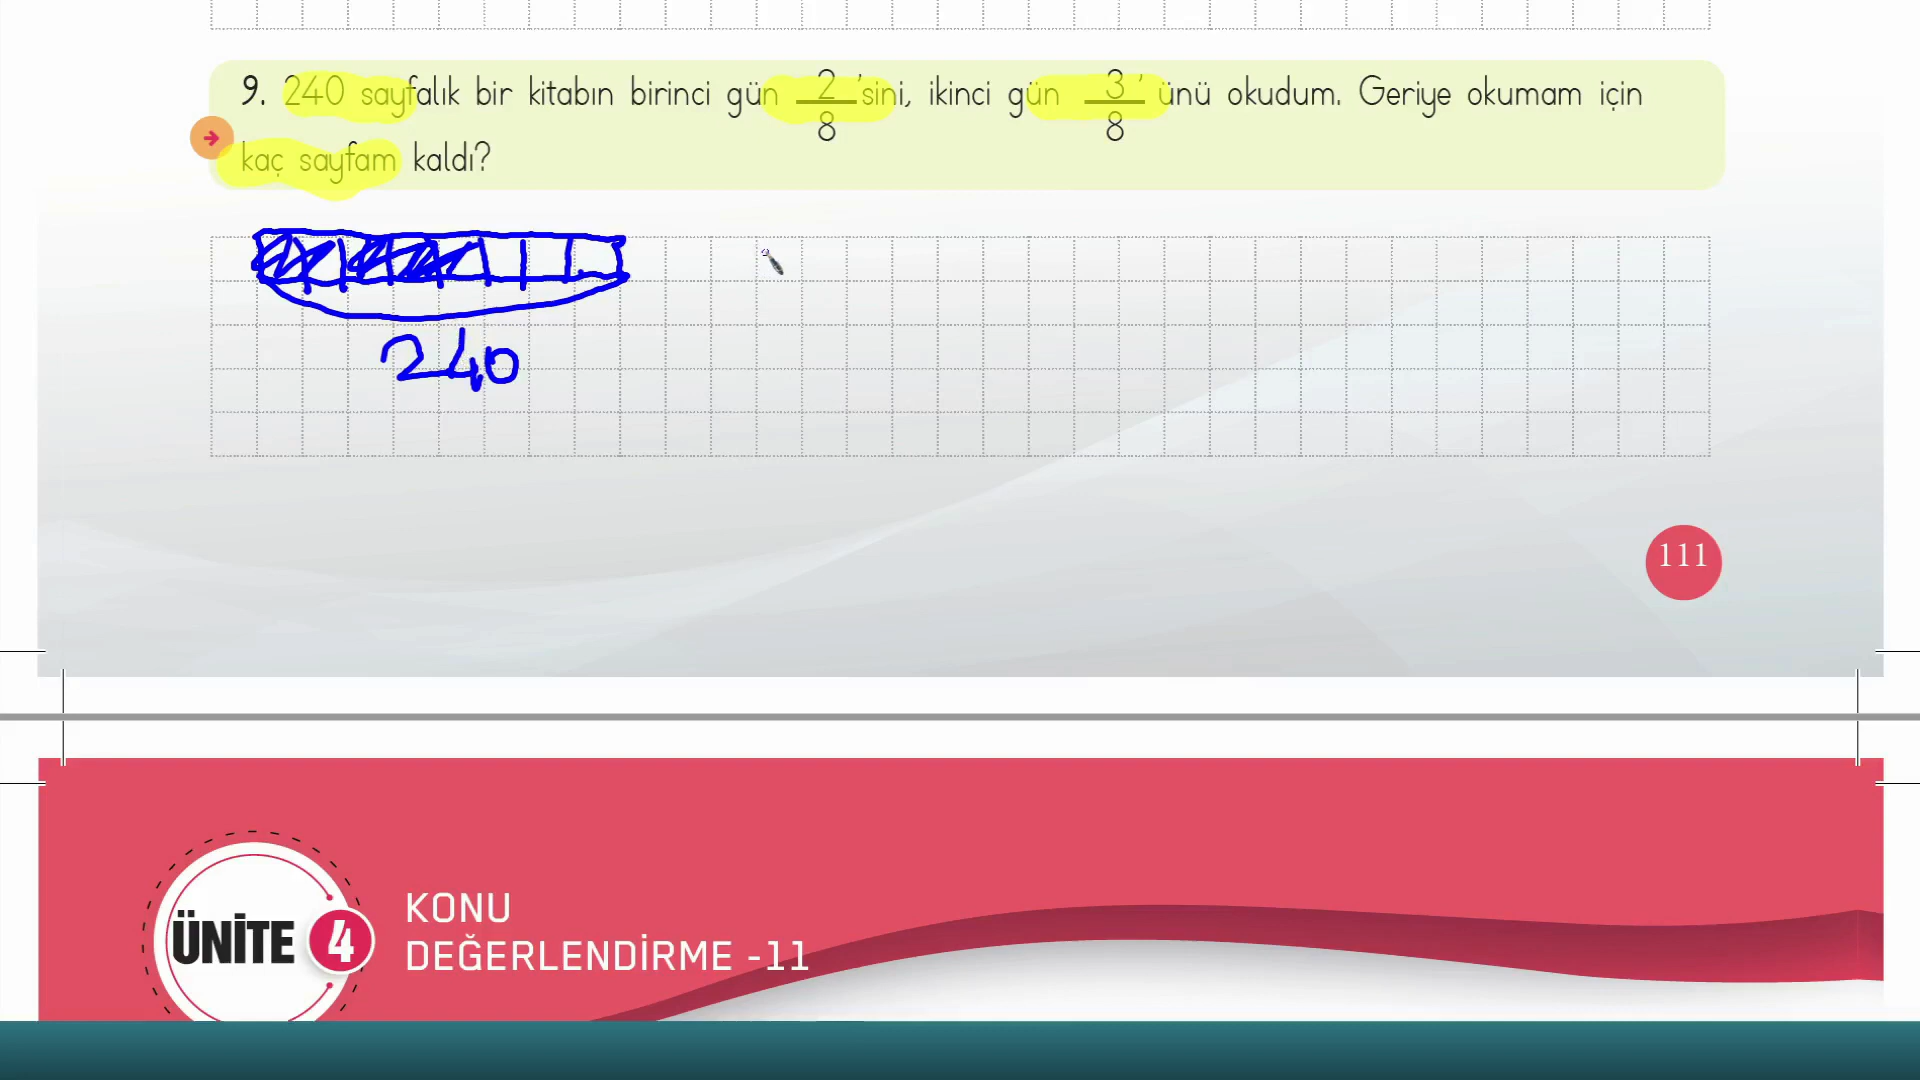 9. 240 sayfalık bir kitabın birinci gün 2/8 'sini, ikinci gün 3/8 'ünü okudum. Geriye okumam için
kaç sayfam kaldı?
240
111
ÜNİTE 4
KONU
DEĞERLENDİRME -11